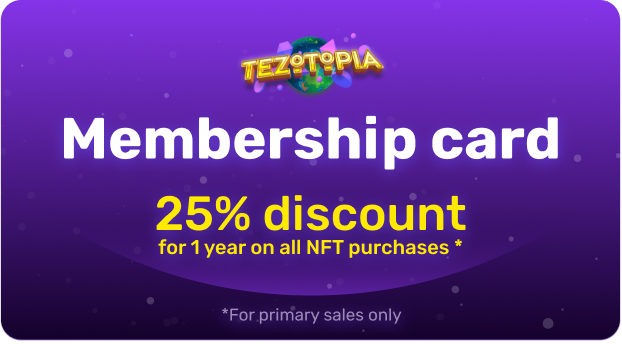 TEZOTOPIA
Membership card
25% discount
for 1 year on all NFT purchases *
*For primary sales only